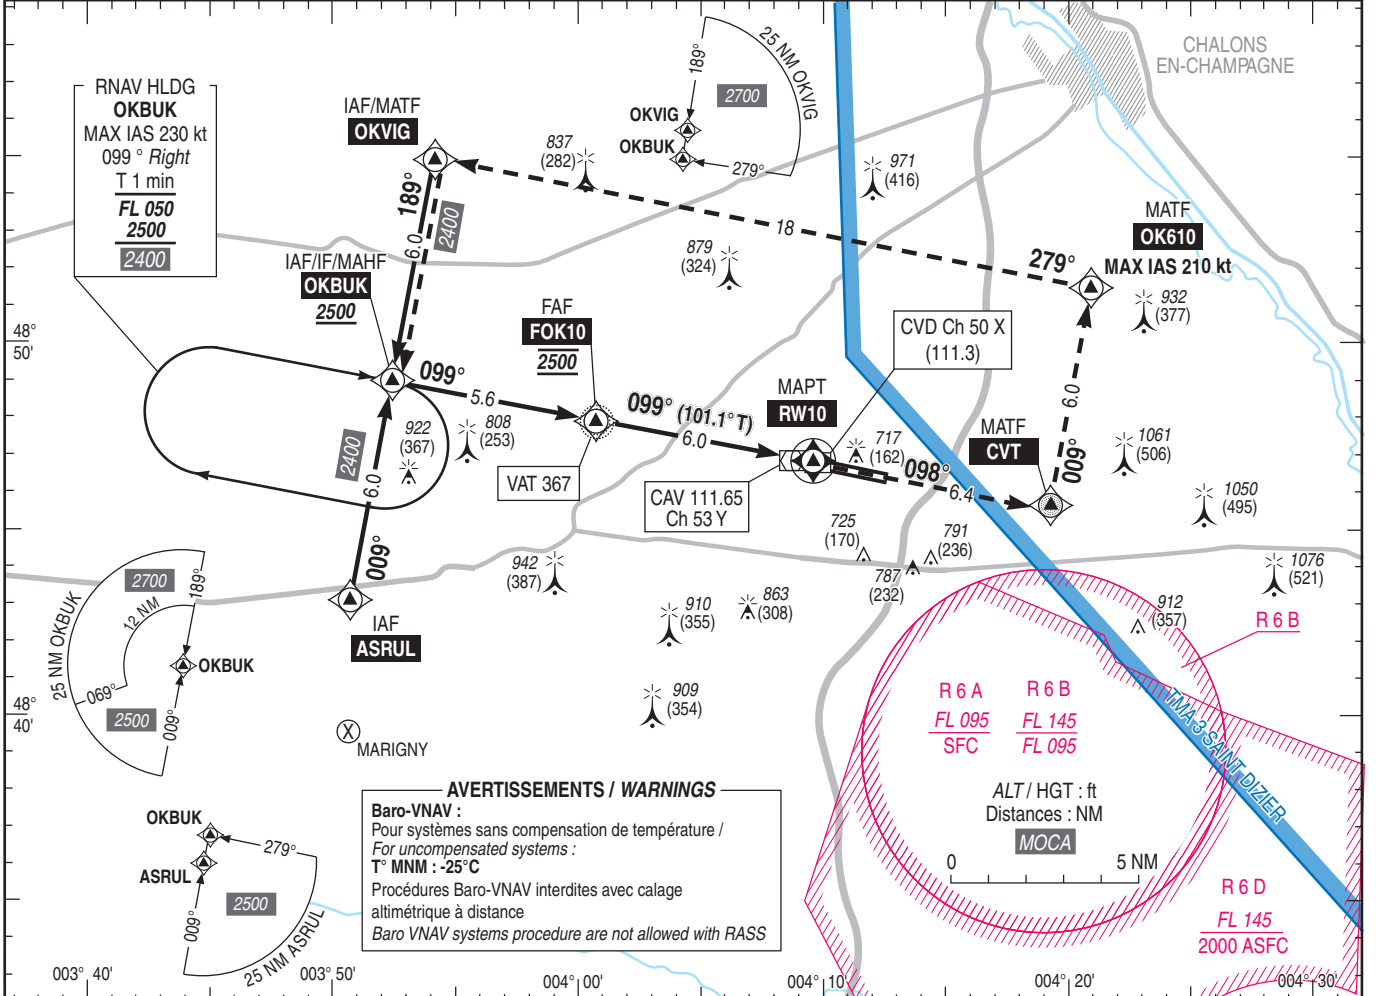 CHALONS
EN-CHAMPAGNE
RNAV HLDG
OKBUK
MAX IAS 230 kt
099 ° Right
T 1 min
FL 050
2500
2400
IAF/MATF
OKVIG
25 NM OKVIG
189°
2700
OKVIG
OKBUK
279°
837
(282)
971
(416)
189°
6.0
2400
18
879
(324)
MATF
OK610
MAX IAS 210 kt
279°
932
(377)
IAF/IF/MAHF
OKBUK
2500
FAF
FOK10
2500
CVD Ch 50 X
(111.3)
48°
50'
099°
5.6
099° (101.1°T)
6.0
MAPT
RW10
6.0
009°
922
(367)
808
(253)
717
(162)
MATF
CVT
1061
(506)
2400
6.0
009°
VAT 367
CAV 111.65
Ch 53 Y
098°
6.4
1050
(495)
725
(170)
791
(236)
787
(232)
942
(387)
1076
(521)
910
(355)
863
(308)
912
(357)
R 6 B
IAF
ASRUL
25 NM OKBUK
2700
189°
12 NM
OKBUK
069°
2500
009°
48°
40'
909
(354)
MARIGNY
R 6 A
FL 095
SFC
R 6 B
FL 145
FL 095
TMA 3 SAINT DIZIER
ALT / HGT : ft
Distances : NM
MOCA
0
5 NM
AVERTISSEMENTS / WARNINGS
Baro-VNAV :
Pour systèmes sans compensation de température /
For uncompensated systems :
T° MNM : -25°C
Procédures Baro-VNAV interdites avec calage
altimétrique à distance
Baro VNAV systems procedure are not allowed with RASS
OKBUK
279°
ASRUL
2500
009°
25 NM ASRUL
R 6 D
FL 145
2000 ASFC
003° 40'
003° 50'
004° 00'
004° 10'
004° 20'
004° 30'